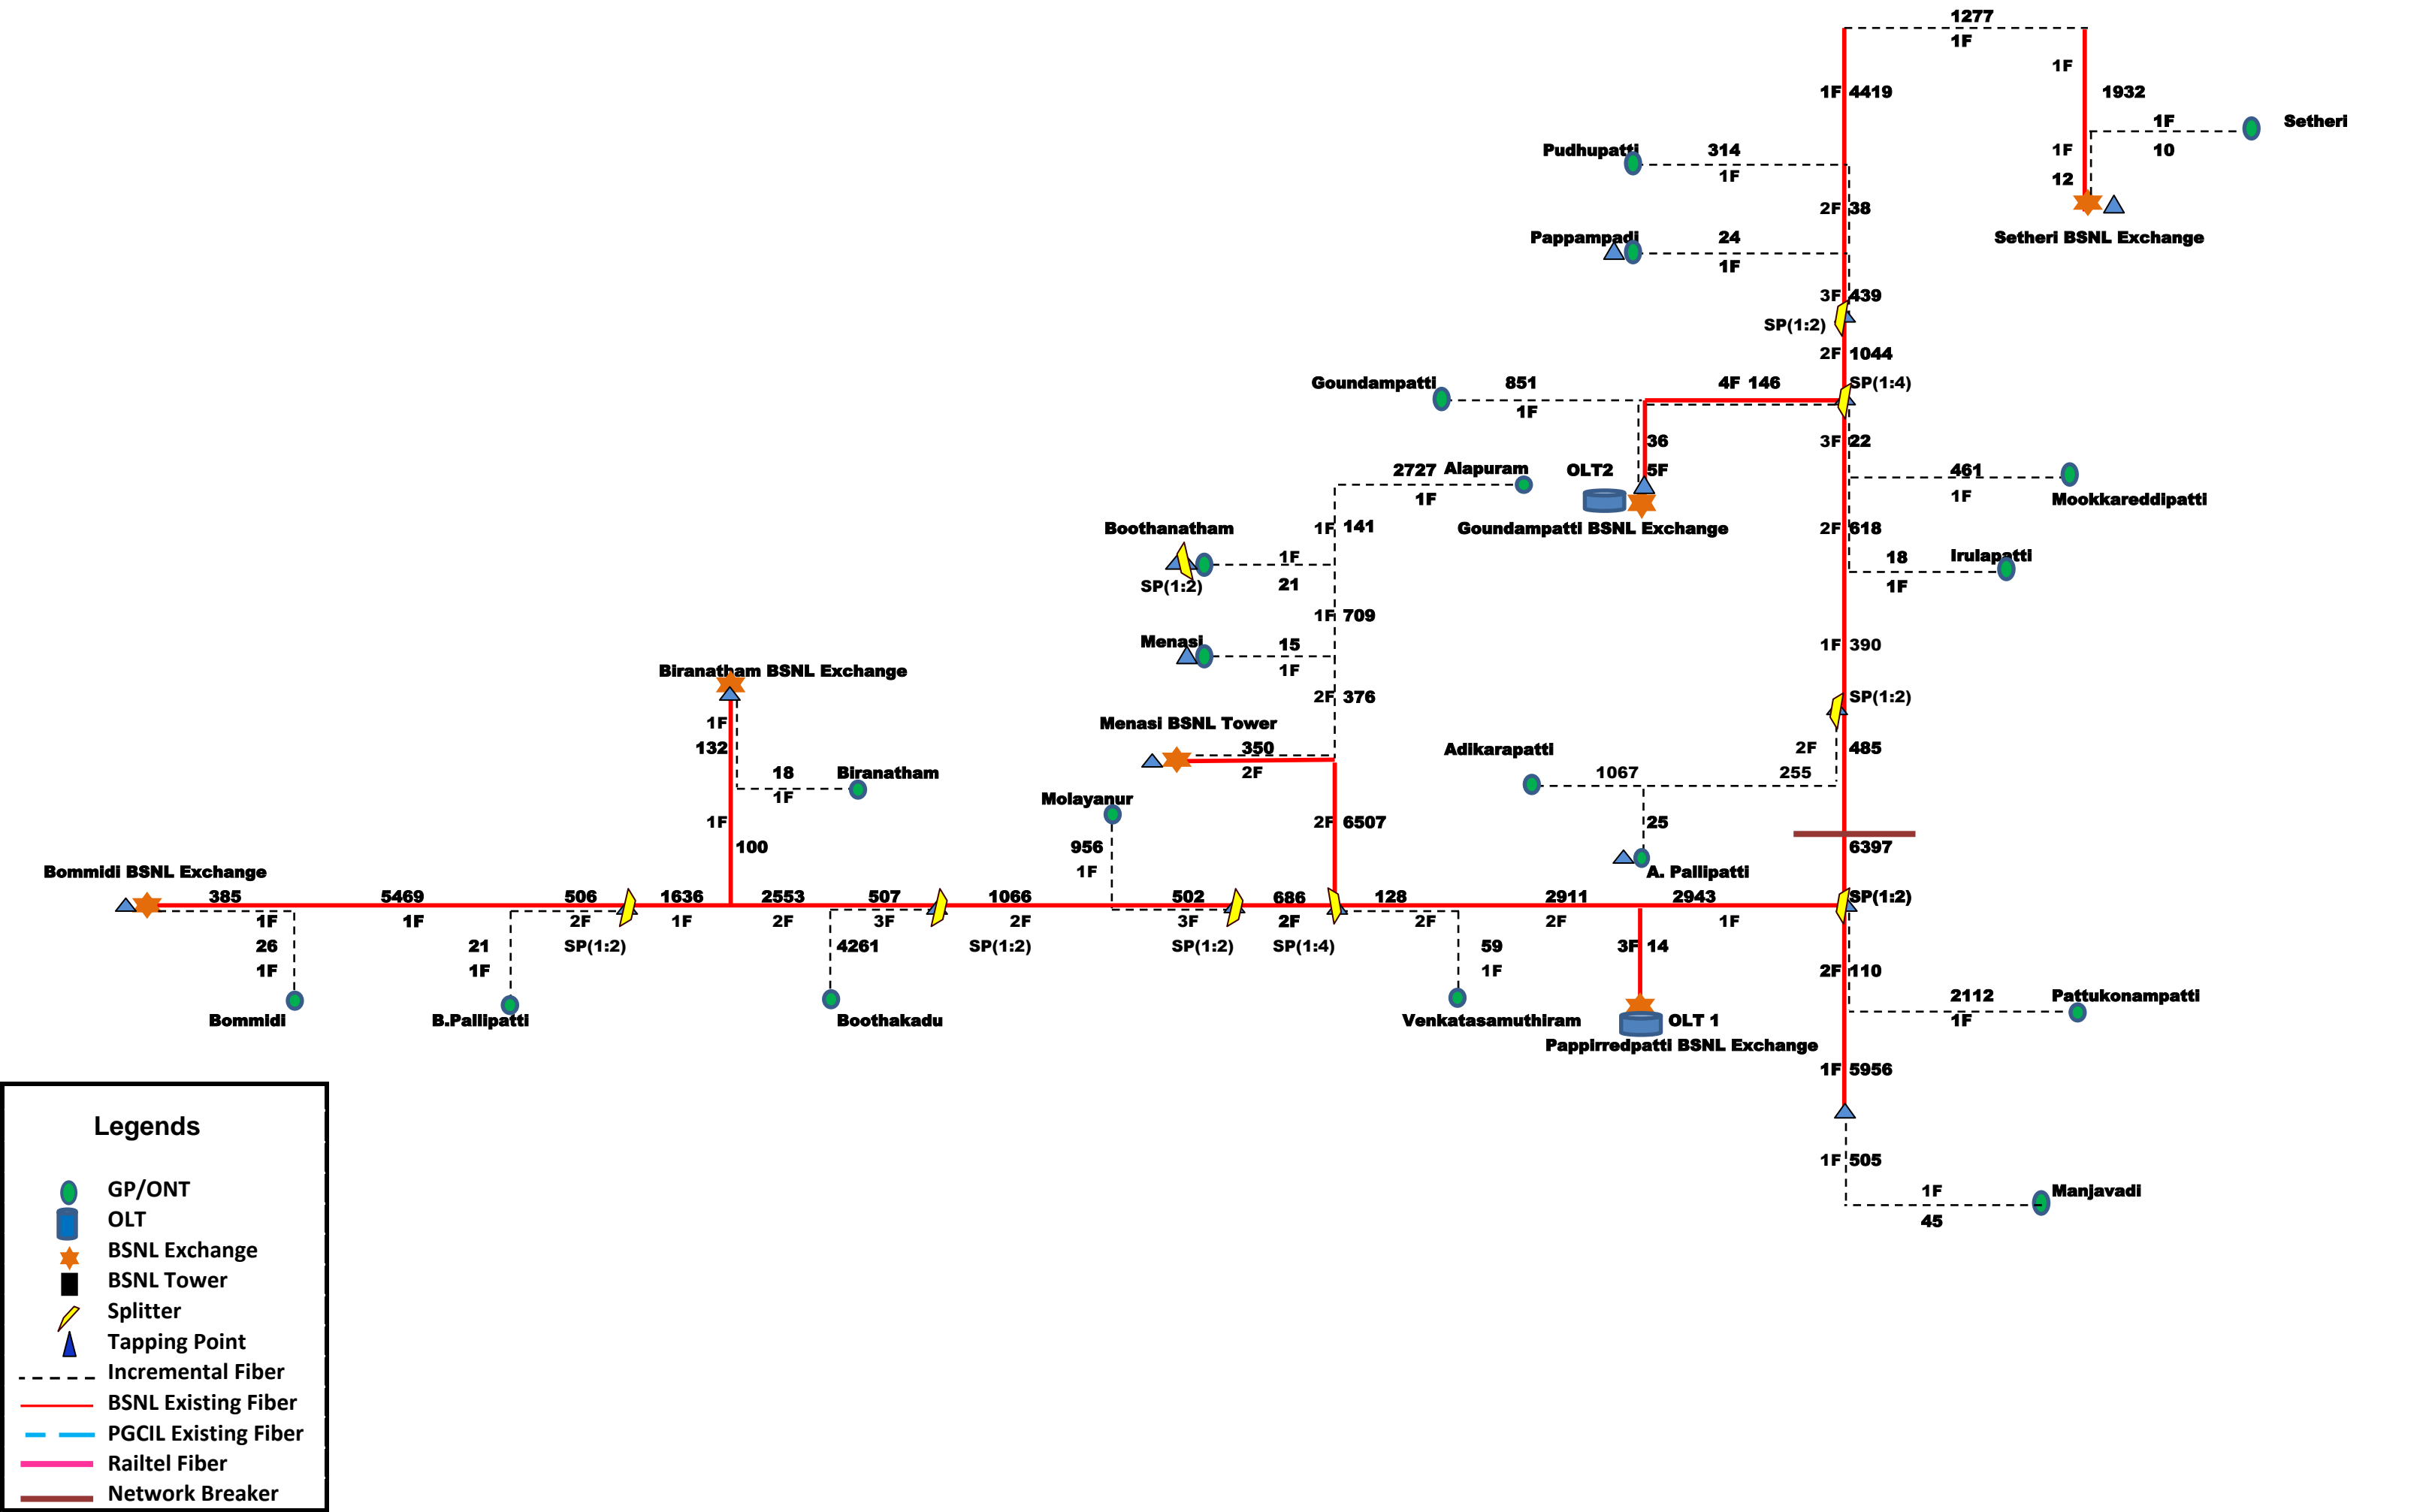 1277
1F
1F
1F 4419
1932
1F
Setheri
Pudhupatti
314
1F
10
1F
12
2F 38
Pappampadi
24
1F
Setheri BSNL Exchange
3F 439
SP(1:2)
2F 1044
Goundampatti
851
1F
4F 146
SP(1:4)
36
3F 22
2727
Alapuram
1F
OLT2
5F
461
1F
Mookkareddipatti
Boothanatham
1F 141
Goundampatti BSNL Exchange
2F 618
1F
21
SP(1:2)
18
1F
Irulapatti
1F 709
Menasi
15
1F
1F 390
Biranatham BSNL Exchange
2F 376
SP(1:2)
1F
132
Menasi BSNL Tower
350
2F
Adikarapatti
2F
485
18
1F
Biranatham
1067
255
Molayanur
1F
100
2F 6507
25
956
1F
6397
Bommidi BSNL Exchange
A. Pallipatti
385
5469
506
1636
2553
507
1066
502
686
128
2911
2943
SP(1:2)
1F
1F
2F
1F
2F
3F
2F
3F
2F
2F
2F
1F
26
1F
21
1F
SP(1:2)
4261
SP(1:2)
SP(1:2)
SP(1:4)
59
1F
3F 14
2F 110
2112
1F
Pattukonampatti
Bommidi
B.Pallipatti
Boothakadu
Venkatasamuthiram
OLT 1
Pappirredpatti BSNL Exchange
1F 5956
1F 505
1F
45
Manjavadi
Legends
GP/ONT
OLT
BSNL Exchange
BSNL Tower
Splitter
Tapping Point
Incremental Fiber
BSNL Existing Fiber
PGCIL Existing Fiber
Railtel Fiber
Network Breaker